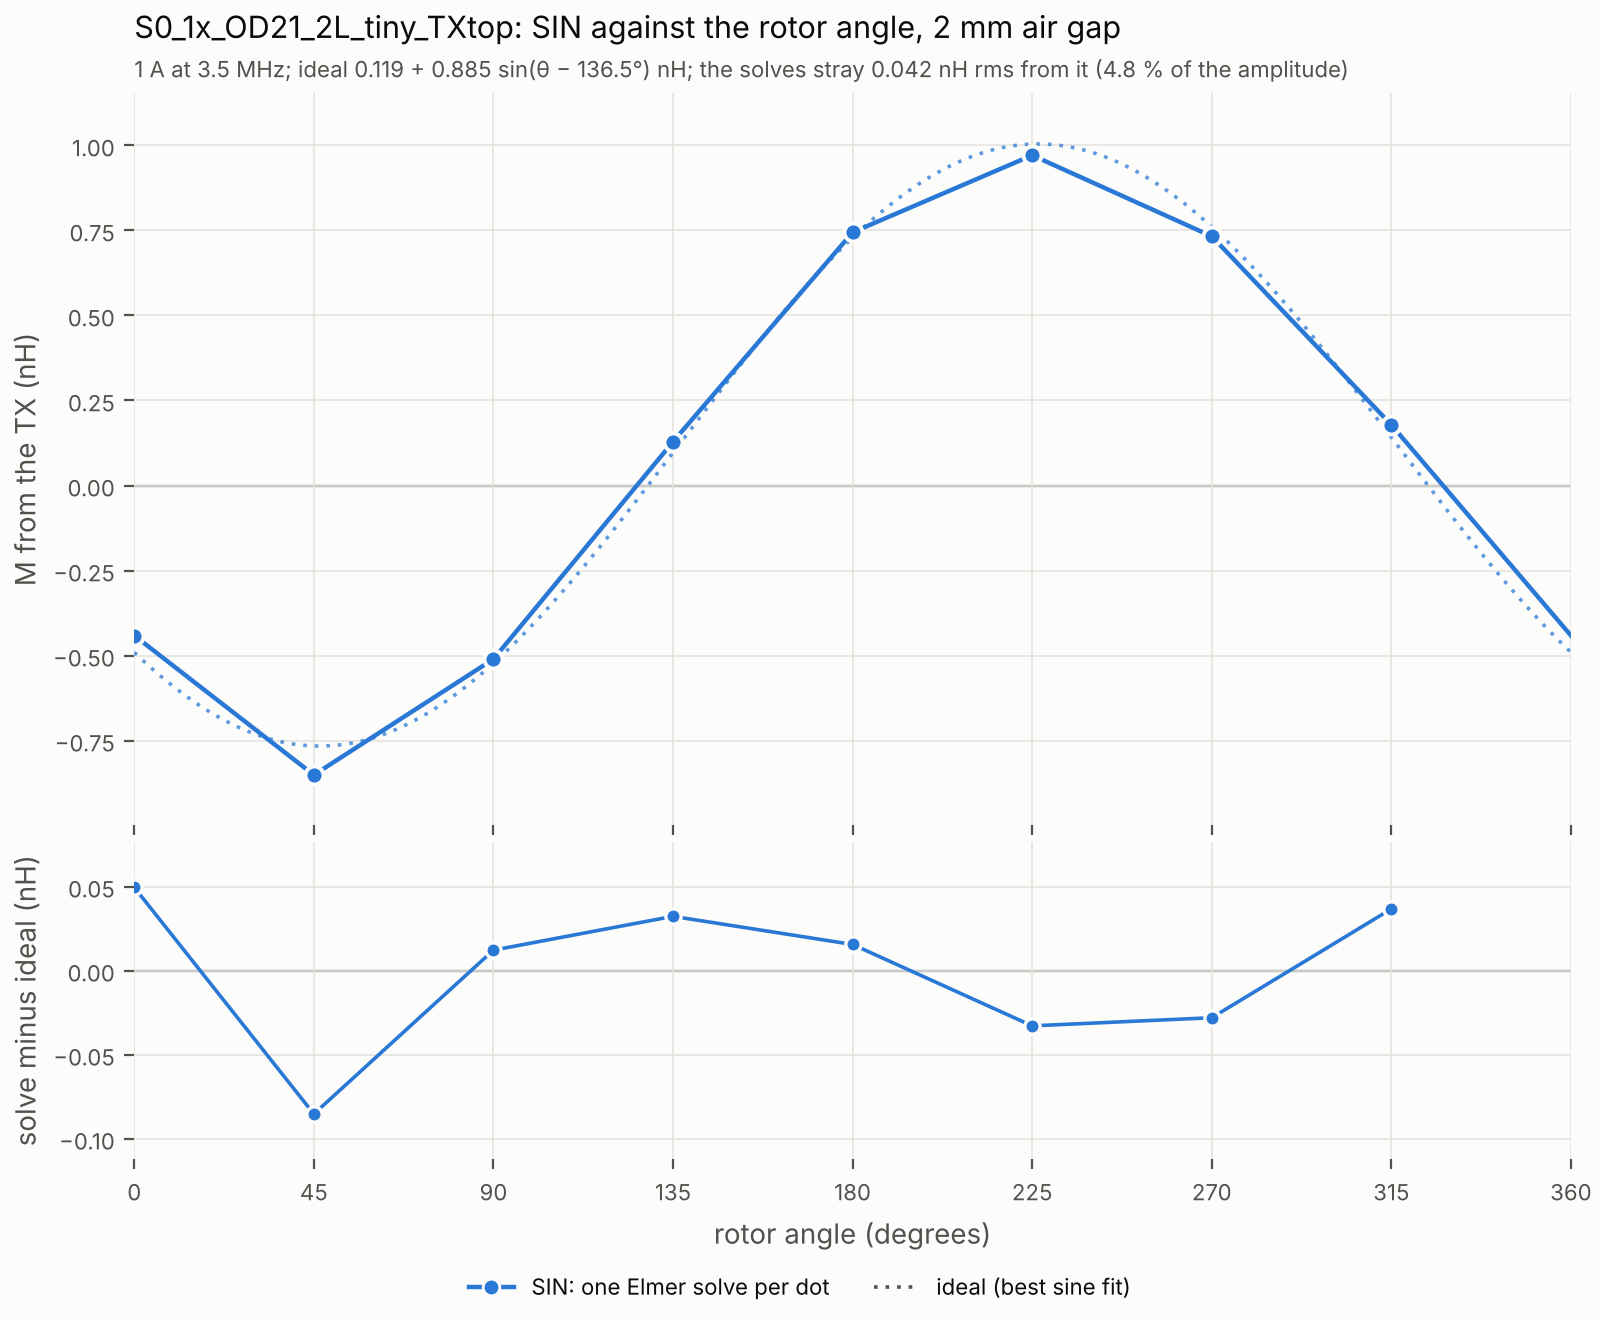 S0_1x_OD21_2L_tiny_TXtop: SIN against the rotor angle, 2 mm air gap
1 A at 3.5 MHz; ideal 0.119 + 0.885 sin(θ − 136.5°) nH; the solves stray 0.042 nH rms from it (4.8 % of the amplitude)
M from the TX (nH)
1.00
0.75
0.50
0.25
0.00
−0.25
−0.50
−0.75
solve minus ideal (nH)
0.05
0.00
−0.05
−0.10
0 45 90 135 180 225 270 315 360
rotor angle (degrees)
SIN: one Elmer solve per dot ideal (best sine fit)